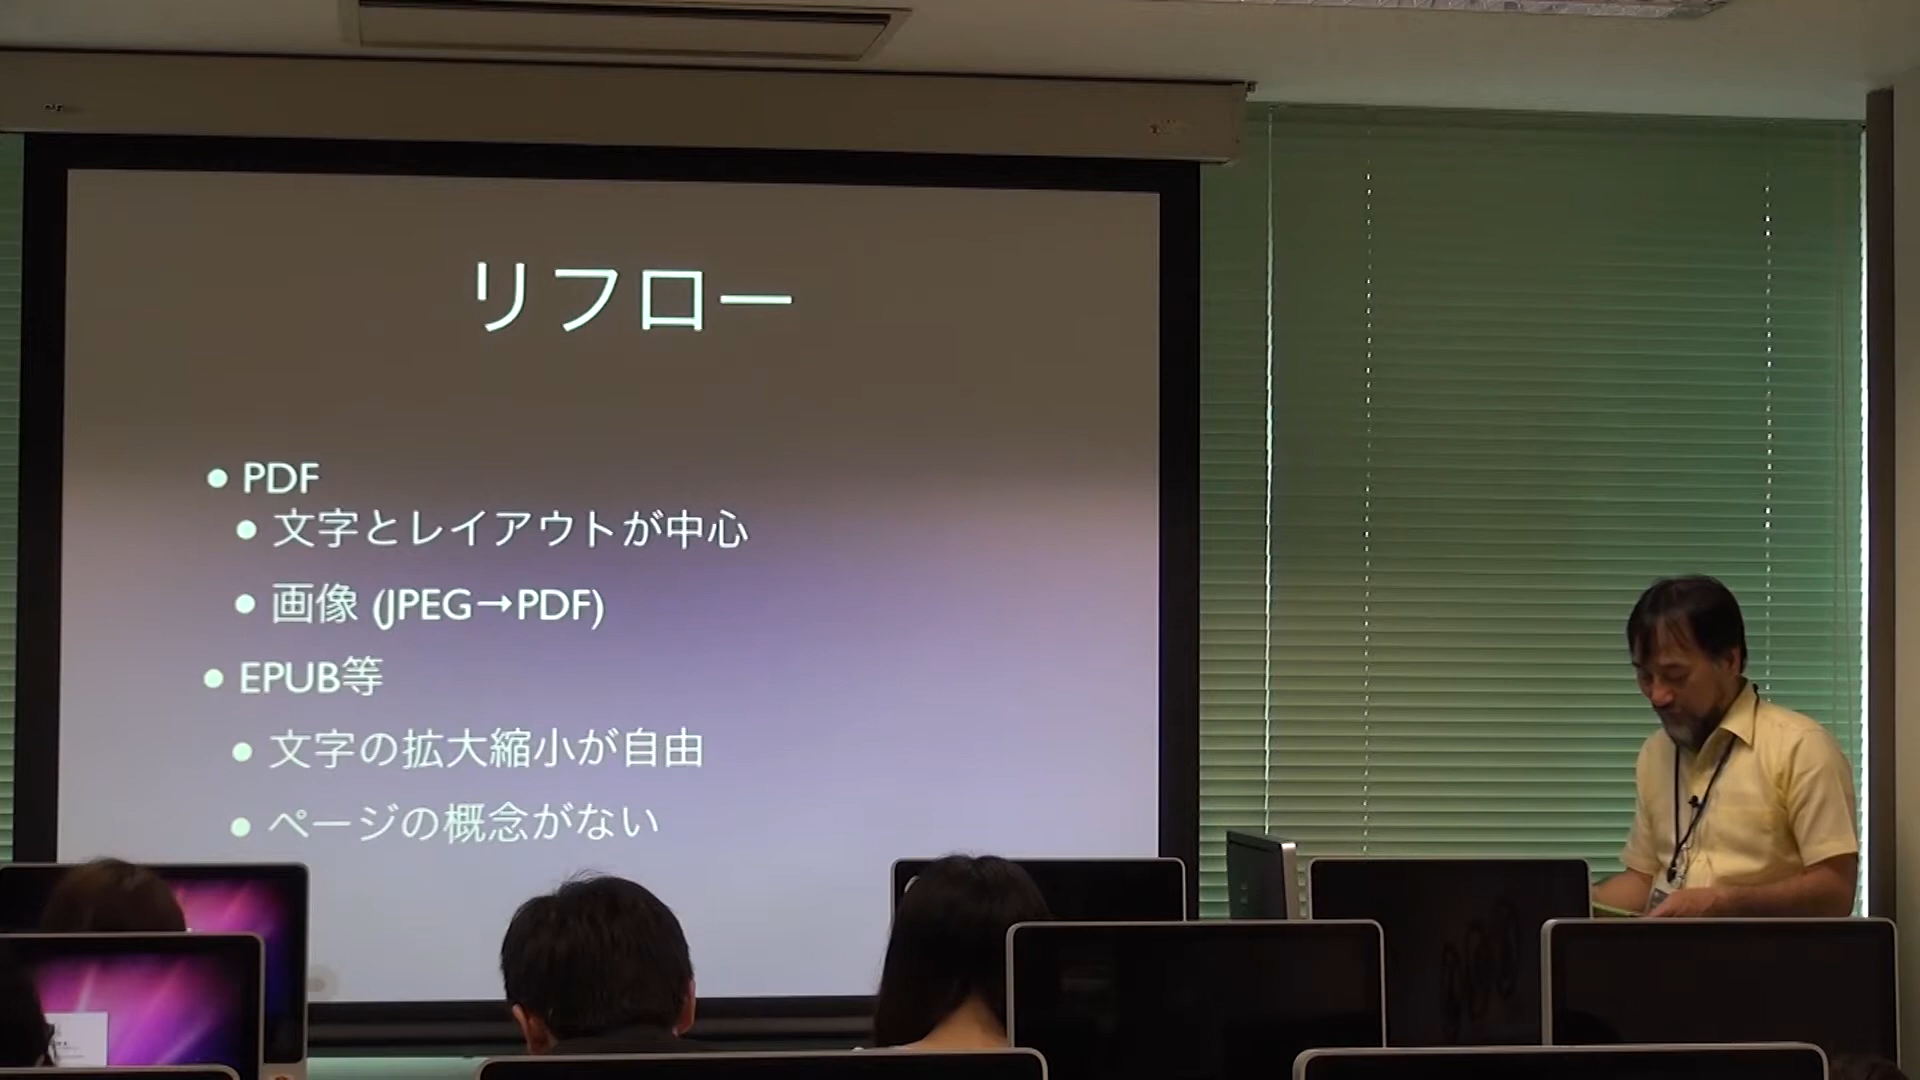 リフロー
• PDF
• 文字とレイアウトが中心
• 画像 (JPEG→PDF)
• EPUB等
• 文字の拡大縮小が自由
• ページの概念がない